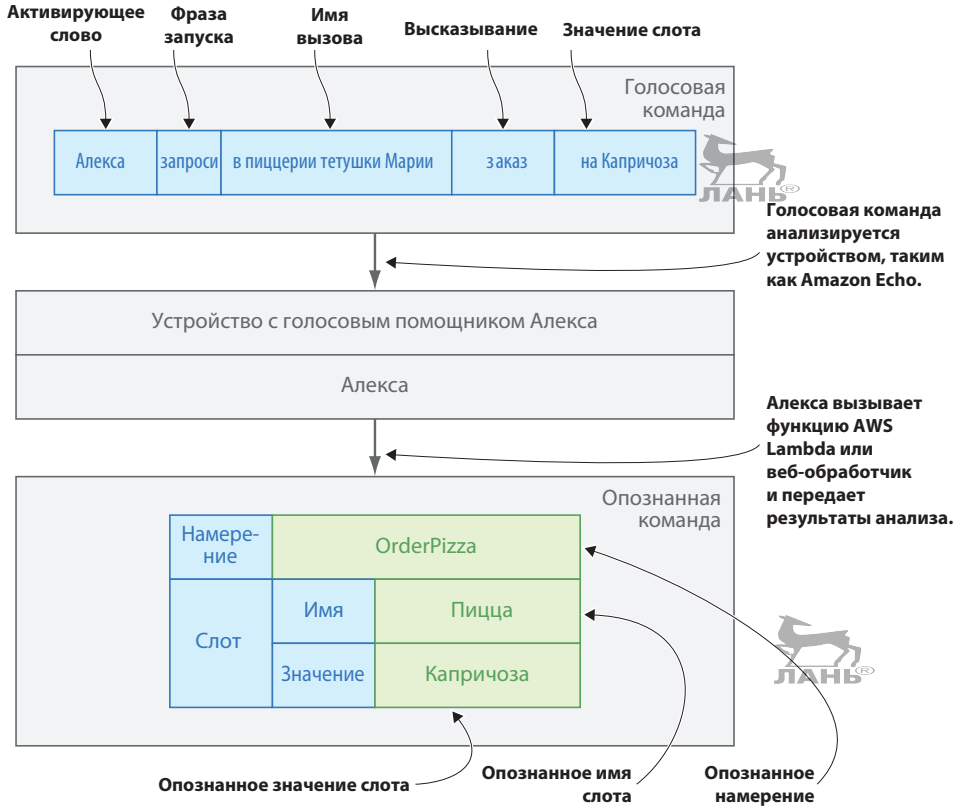 Активирующее
слово
Фраза
запуска
Имя
вызова
Высказывание
Значение слота
Голосовая
команда
Алекса
запроси
в пиццерии тетушки Марии
заказ
на Капричоза
ЛАНЬ®
Голосовая команда
анализируется
устройством, таким
как Amazon Echo.
Устройство с голосовым помощником Алекса
Алекса
Алекса вызывает
функцию AWS
Lambda или
веб-обработчик
и передает
результаты анализа.
Опознанная
команда
Намере-
ние
OrderPizza
Слот
Имя
Пицца
Значение
Капричоза
ЛАНЬ®
Опознанное значение слота
Опознанное имя
слота
Опознанное
намерение